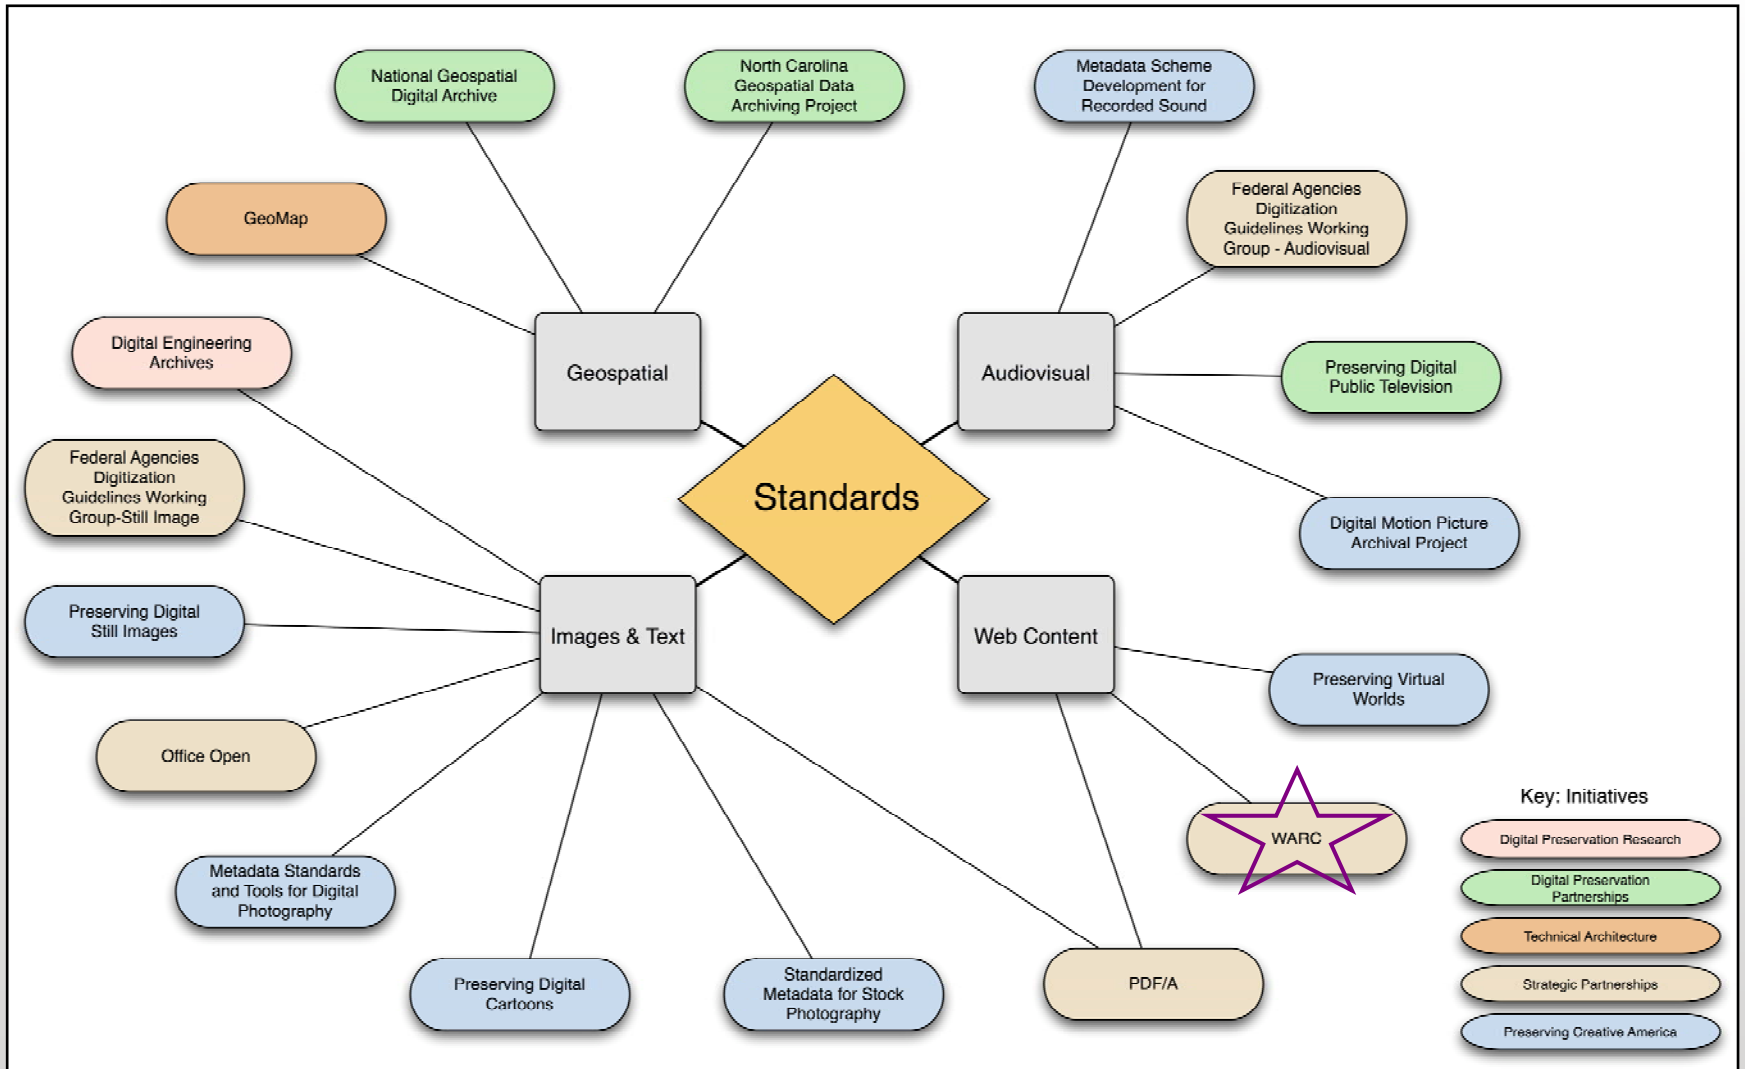 National Geospatial
Digital Archive
North Carolina
Geospatial Data
Archiving Project
Metadata Scheme
Development for
Recorded Sound
GeoMap
Federal Agencies
Digitization
Guidelines Working
Group - Audiovisual
Digital Engineering
Archives
Geospatial
Audiovisual
Preserving Digital
Public Television
Federal Agencies
Digitization
Guidelines Working
Group-Still Image
Standards
Digital Motion Picture
Archival Project
Preserving Digital
Still Images
Images & Text
Web Content
Preserving Virtual
Worlds
Office Open
WARC
Metadata Standards
and Tools for Digital
Photography
Preserving Digital
Cartoons
Standardized
Metadata for Stock
Photography
PDF/A
Key: Initiatives
Digital Preservation Research
Digital Preservation
Partnerships
Technical Architecture
Strategic Partnerships
Preserving Creative America